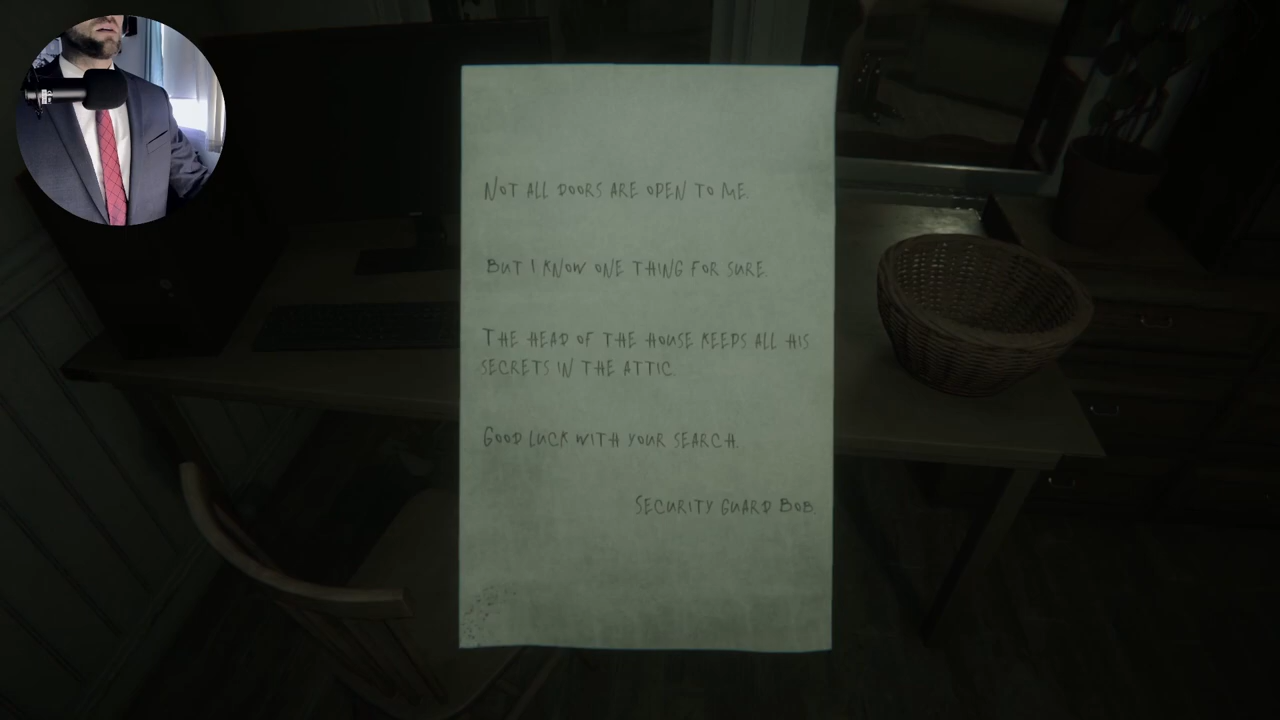 NOT ALL DOORS ARE OPEN TO ME.
BUT I KNOW ONE THING FOR SURE.
THE HEAD OF THE HOUSE KEEPS ALL HIS
SECRETS IN THE ATTIC.
GOOD LUCK WITH YOUR SEARCH.
SECURITY GUARD BOB.